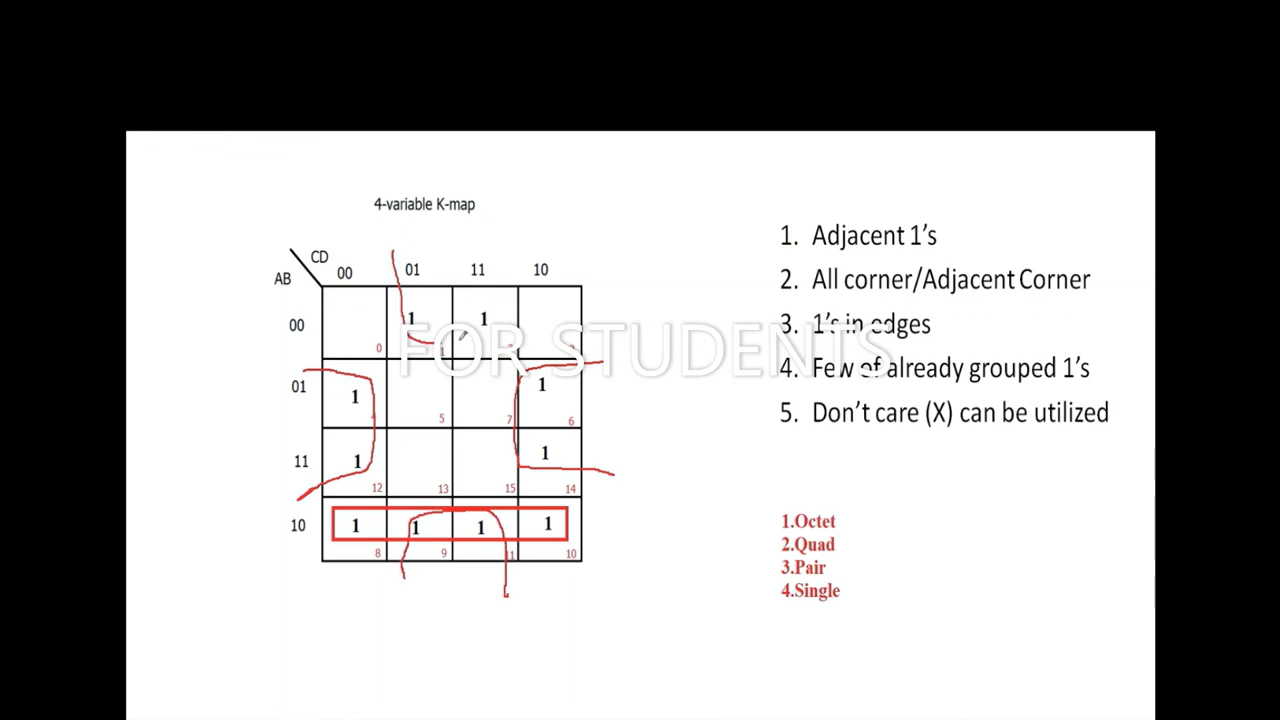 4-variable K-map
CD
AB
00 01 11 10
00 1 1
0 1
01 1 1
4 5 7 6
11 1 1
12 13 15 14
10 1 1 1 1
8 9 11 10
1. Adjacent 1's
2. All corner/Adjacent Corner
3. 1's in edges
4. Few of already grouped 1's
5. Don't care (X) can be utilized
FOR STUDENTS
1.Octet
2.Quad
3.Pair
4.Single